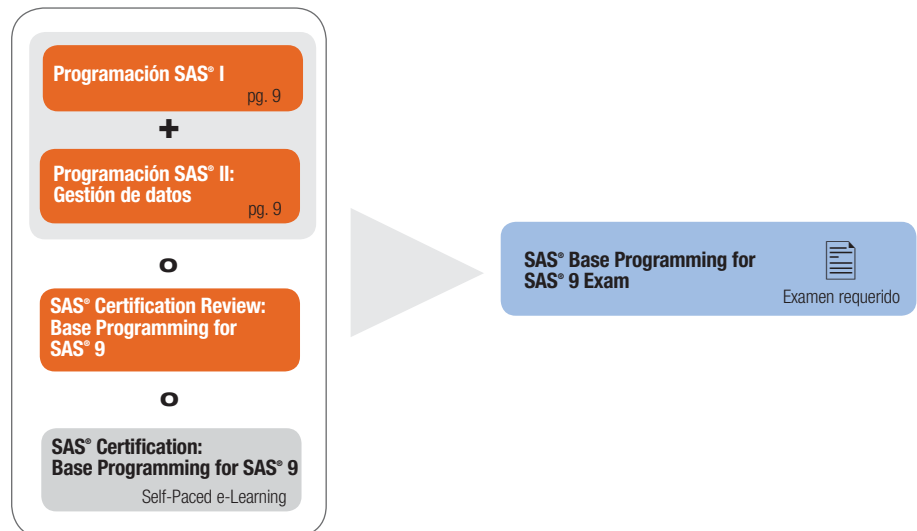 Programación SAS® I
pg. 9
+
Programación SAS® II:
Gestión de datos
pg. 9
o
SAS® Certification Review:
Base Programming for
SAS® 9
o
SAS® Certification:
Base Programming for SAS® 9
Self-Paced e-Learning
SAS® Base Programming for
SAS® 9 Exam
Examen requerido